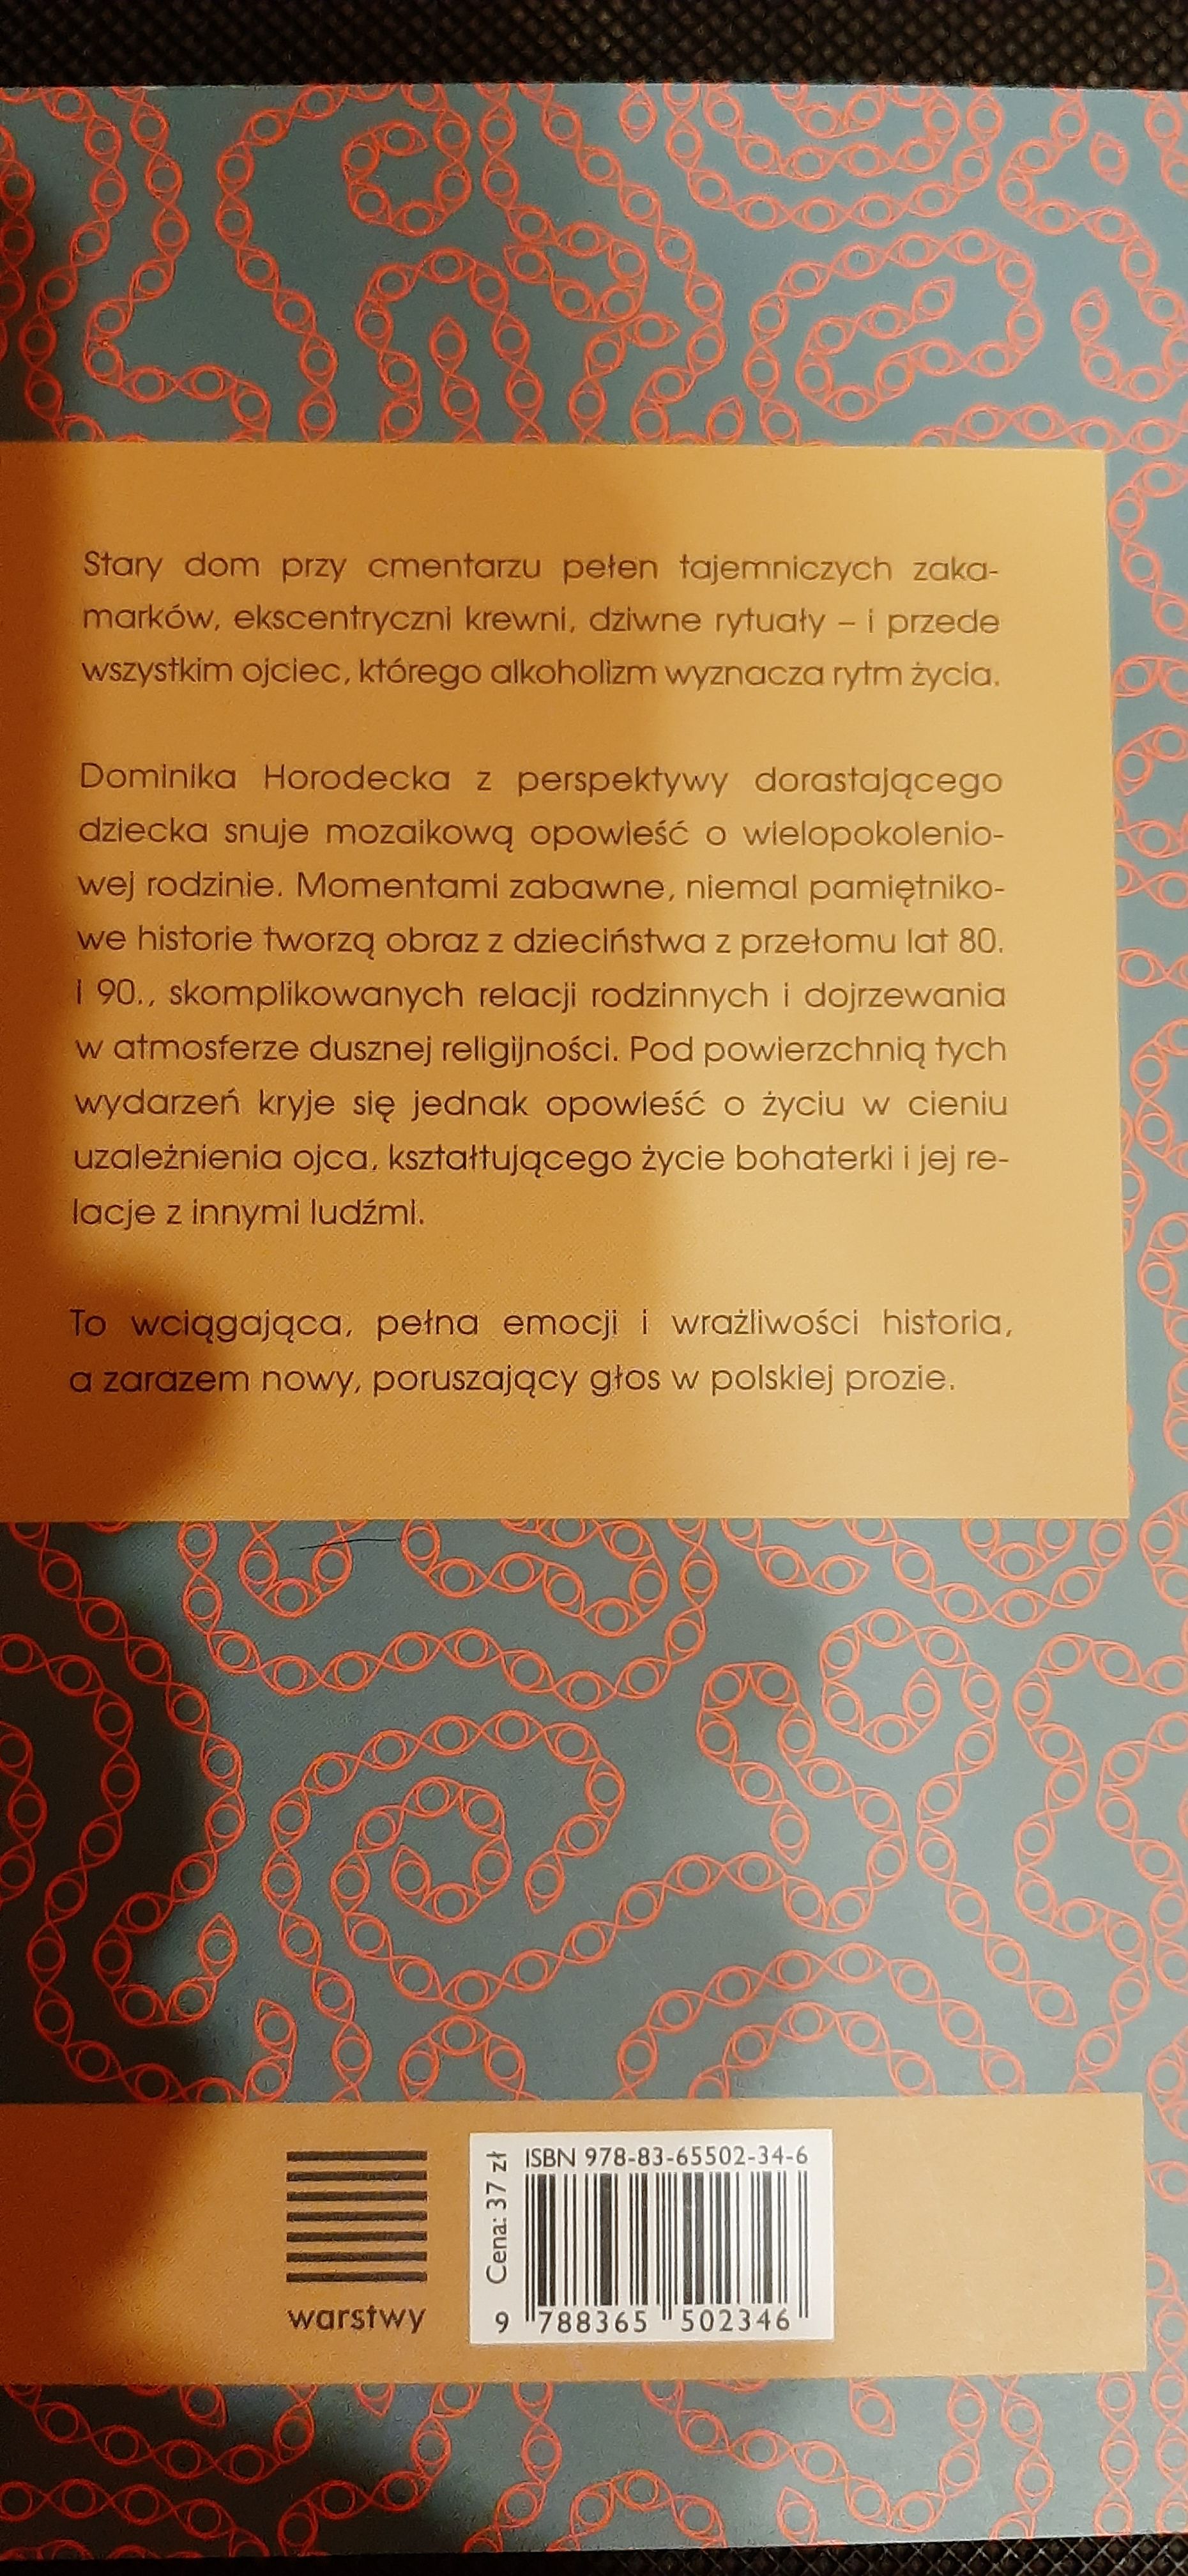 Stary dom przy cmentarzu pełen tajemniczych zaka-
marków, ekscentryczni krewni, dziwne rytuały – i przede
wszystkim ojciec, którego alkoholizm wyznacza rytm życia.
Dominika Horodecka z perspektywy dorastającego
dziecka snuje mozaikową opowieść o wielopokolenio-
wej rodzinie. Momentami zabawne, niemal pamiętniko-
we historie tworzą obraz z dzieciństwa z przełomu lat 80.
i 90., skomplikowanych relacji rodzinnych i dojrzewania
w atmosferze dusznej religijności. Pod powierzchnią tych
wydarzeń kryje się jednak opowieść o życiu w cieniu
uzależnienia ojca, kształtującego życie bohaterki i jej re-
lacje z innymi ludźmi.
To wciągająca, pełna emocji i wrażliwości historia,
a zarazem nowy, poruszający głos w polskiej prozie.
warstwy
Cena: 37 zł
ISBN 978-83-65502-34-6
9 788365 502346